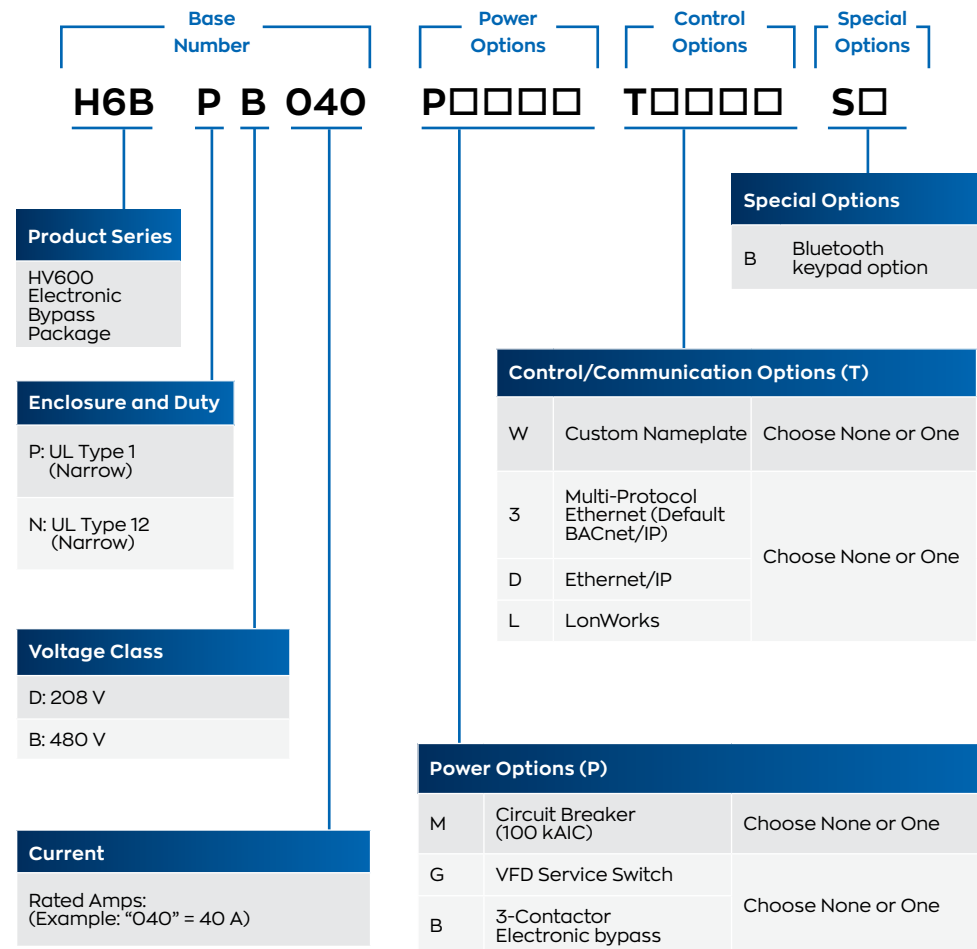 Base
Number
Power
Options
Control
Options
Special
Options
H6B P B 040 P□□□□ T□□□□ S□
Product Series
HV600
Electronic
Bypass
Package
Special Options
B Bluetooth
keypad option
Enclosure and Duty
P: UL Type 1
(Narrow)
N: UL Type 12
(Narrow)
Control/Communication Options (T)
W Custom Nameplate Choose None or One
3 Multi-Protocol
Ethernet (Default
BACnet/IP)
Choose None or One
D Ethernet/IP
L LonWorks
Voltage Class
D: 208 V
B: 480 V
Current
Rated Amps:
(Example: “040” = 40 A)
Power Options (P)
M Circuit Breaker
(100 kAIC)
Choose None or One
G VFD Service Switch
Choose None or One
B 3-Contactor
Electronic bypass